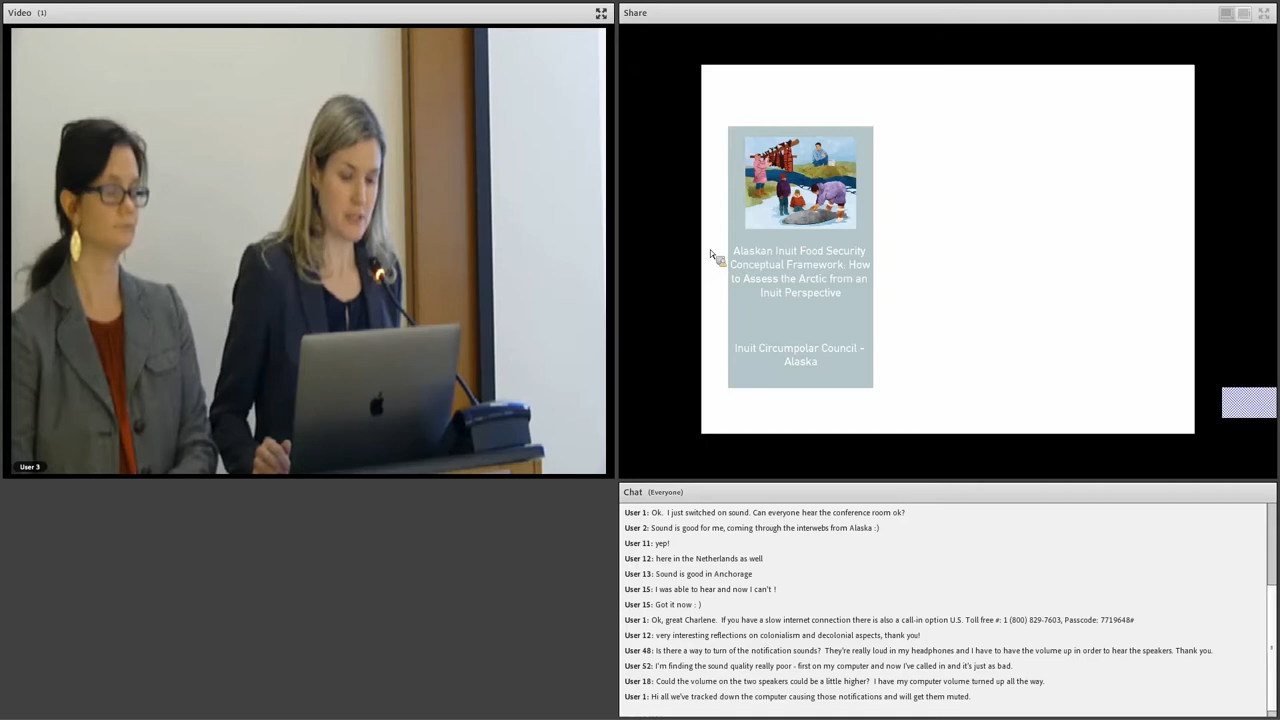 Video (1)
User 3
Share
Alaskan Inuit Food Security
Conceptual Framework: How
to Assess the Arctic from an
Inuit Perspective
Inuit Circumpolar Council –
Alaska
Chat (Everyone)
User 1: Ok. I just switched on sound. Can everyone hear the conference room ok?
User 2: Sound is good for me, coming through the interwebs from Alaska :)
User 11: yep!
User 12: here in the Netherlands as well
User 13: Sound is good in Anchorage
User 15: I was able to hear and now I can't !
User 15: Got it now : )
User 1: Ok, great Charlene. If you have a slow internet connection there is also a call-in option U.S. Toll free #: 1 (800) 829-7603, Passcode: 7719648#
User 12: very interesting reflections on colonialism and decolonial aspects, thank you!
User 48: Is there a way to turn of the notification sounds? They're really loud in my headphones and I have to have the volume up in order to hear the speakers. Thank you.
User 52: I'm finding the sound quality really poor - first on my computer and now I've called in and it's just as bad.
User 18: Could the volume on the two speakers could be a little higher? I have my computer volume turned up all the way.
User 1: Hi all we've tracked down the computer causing those notifications and will get them muted.